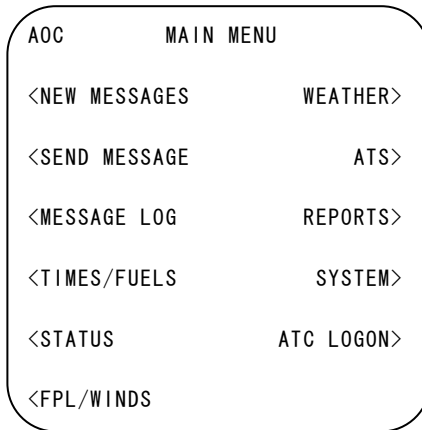 AOC MAIN MENU
<NEW MESSAGES WEATHER>
<SEND MESSAGE ATS>
<MESSAGE LOG REPORTS>
<TIMES/FUELS SYSTEM>
<STATUS ATC LOGON>
<FPL/WINDS